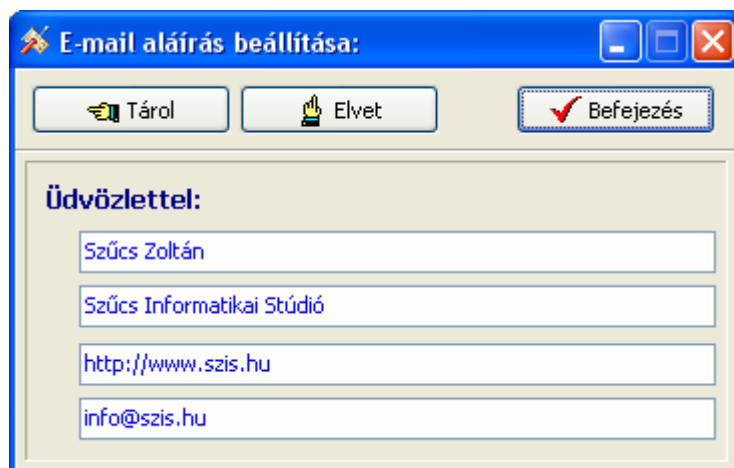 E-mail aláírás beállítása:
Tárol Elvet Befejezés
Üdvözlettel:
Szűcs Zoltán
Szűcs Informatikai Stúdió
http://www.szis.hu
info@szis.hu